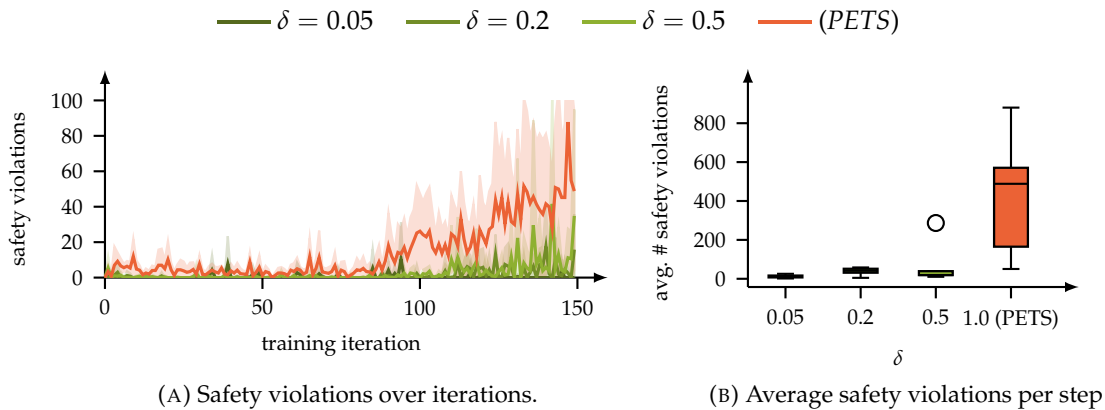 δ = 0.05 δ = 0.2 δ = 0.5 (PETS)
safety violations
100
80
60
40
20
0
0 50 100 150
training iteration
(A) Safety violations over iterations.
avg. # safety violations
800
600
400
200
0
0.05 0.2 0.5 1.0 (PETS)
δ
(B) Average safety violations per step